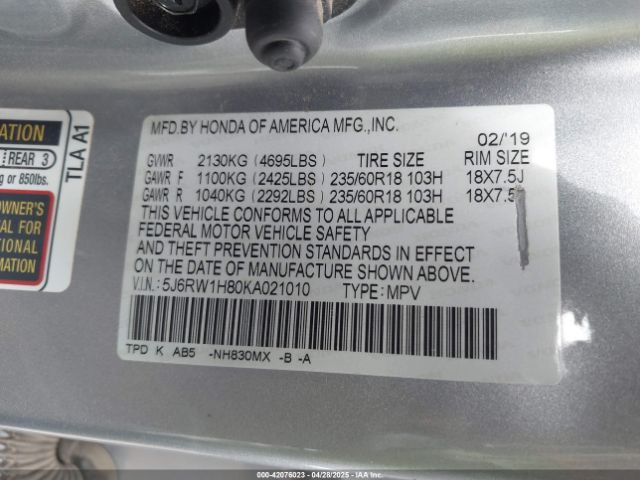 ATION
REAR 3
g or 850lbs.
OWNER'S
AL FOR
TIONAL
RMATION
TLA A1
MFD.BY HONDA OF AMERICA MFG.,INC.
02/'19
GVWR 2130KG (4695LBS) TIRE SIZE RIM SIZE
GAWR F 1100KG (2425LBS) 235/60R18 103H 18X7.5J
GAWR R 1040KG (2292LBS) 235/60R18 103H 18X7.5
THIS VEHICLE CONFORMS TO ALL APPLICABLE
FEDERAL MOTOR VEHICLE SAFETY
AND THEFT PREVENTION STANDARDS IN EFFECT
ON THE DATE OF MANUFACTURE SHOWN ABOVE.
V.I.N.: 5J6RW1H80KA021010 TYPE:MPV
TPD K AB5 -NH830MX -B -A
000-42076023 - 04/28/2025 - IAA Inc.